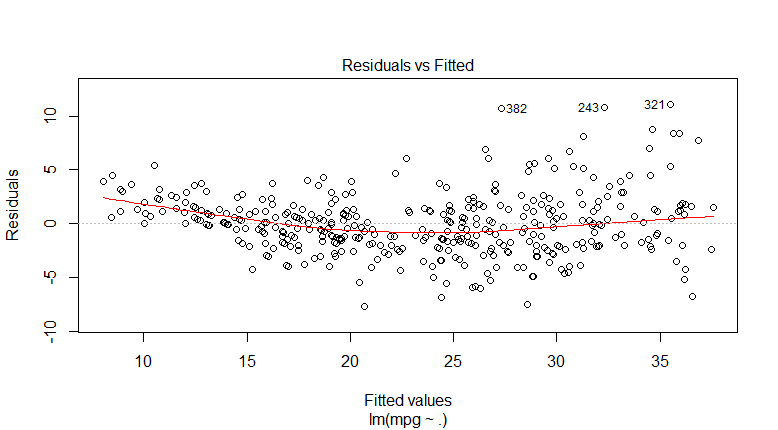 Residuals vs Fitted
Residuals
10
5
0
-5
-10
382
243
321
10 15 20 25 30 35
Fitted values
lm(mpg ~ .)